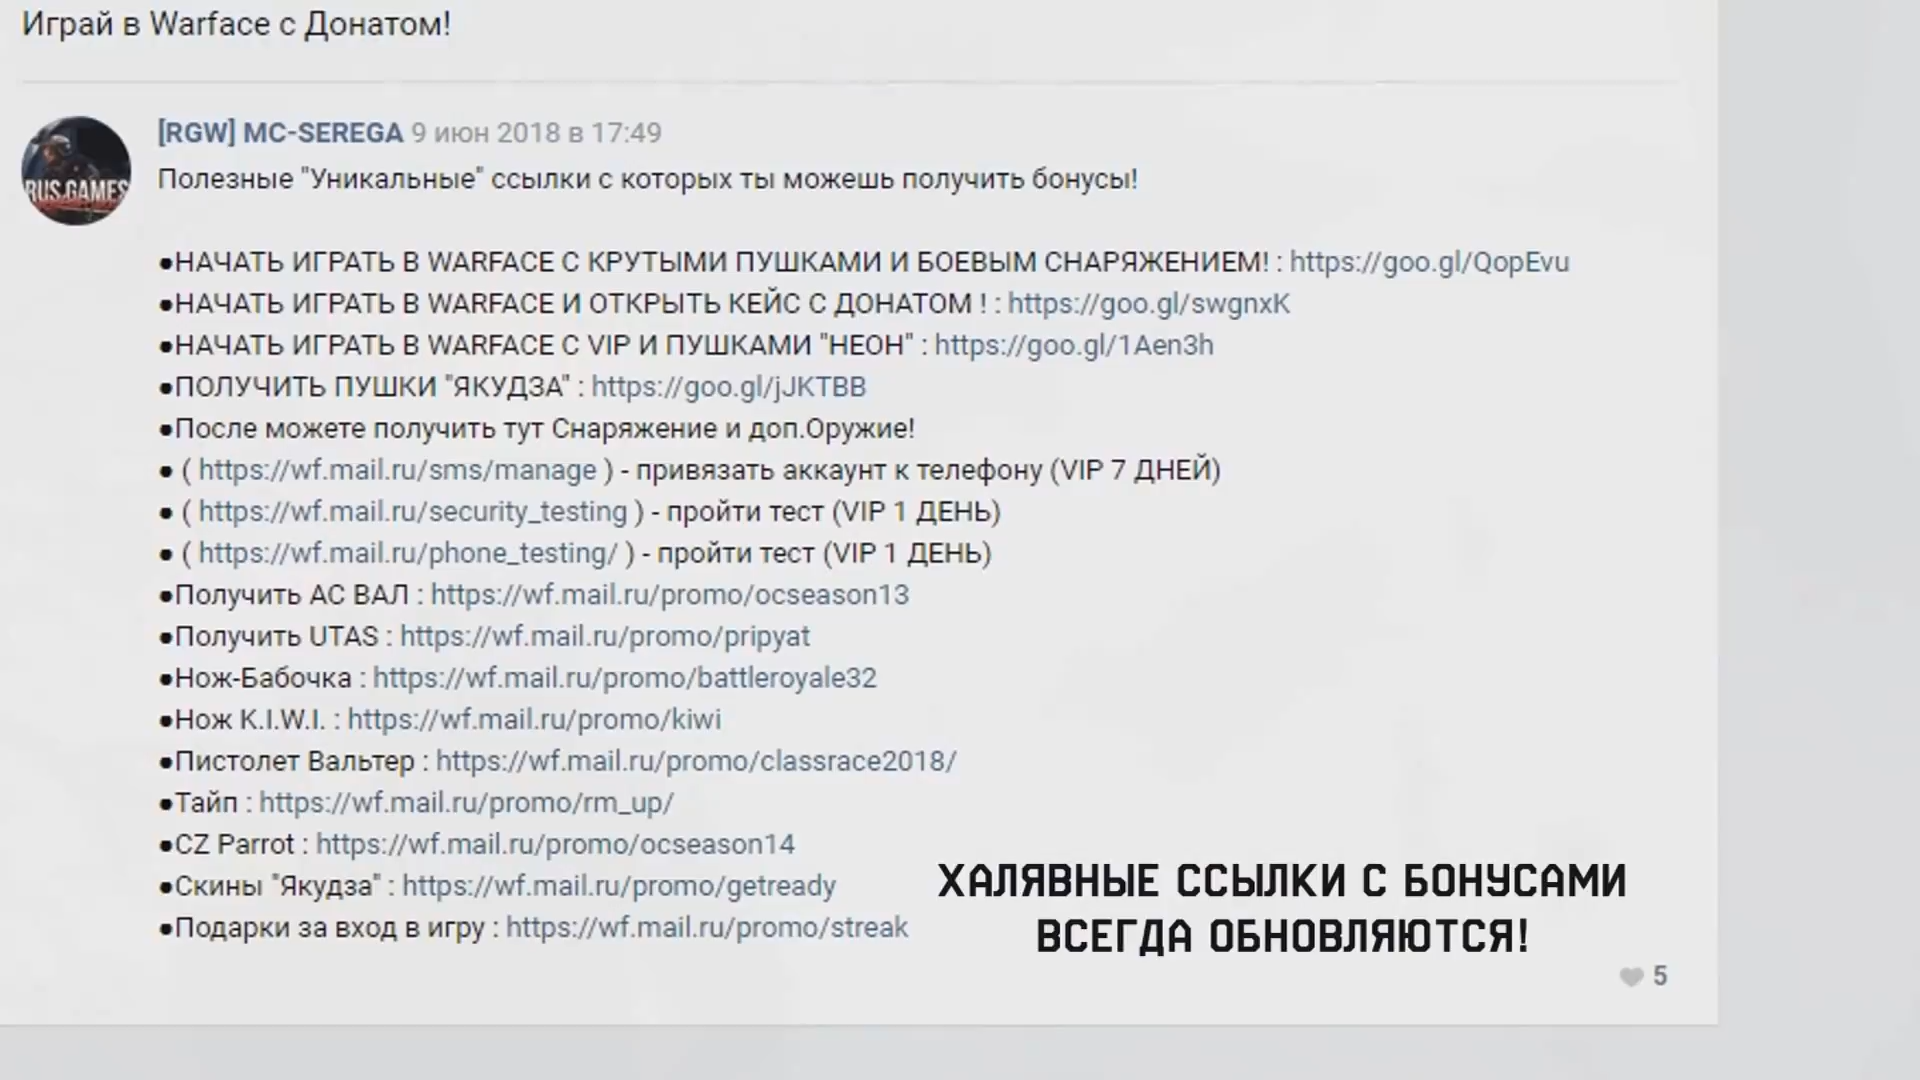 Играй в Warface с Донатом!
[RGW] MC-SEREGA 9 июн 2018 в 17:49
RUS.GAMES
Полезные "Уникальные" ссылки с которых ты можешь получить бонусы!
●НАЧАТЬ ИГРАТЬ В WARFACE С КРУТЫМИ ПУШКАМИ И БОЕВЫМ СНАРЯЖЕНИЕМ! : https://goo.gl/QopEvu
●НАЧАТЬ ИГРАТЬ В WARFACE И ОТКРЫТЬ КЕЙС С ДОНАТОМ ! : https://goo.gl/swgnxK
●НАЧАТЬ ИГРАТЬ В WARFACE С VIP И ПУШКАМИ "НЕОН" : https://goo.gl/1Aen3h
●ПОЛУЧИТЬ ПУШКИ "ЯКУДЗА" : https://goo.gl/jJKTBB
●После можете получить тут Снаряжение и доп.Оружие!
● ( https://wf.mail.ru/sms/manage ) - привязать аккаунт к телефону (VIP 7 ДНЕЙ)
● ( https://wf.mail.ru/security_testing ) - пройти тест (VIP 1 ДЕНЬ)
● ( https://wf.mail.ru/phone_testing/ ) - пройти тест (VIP 1 ДЕНЬ)
●Получить АС ВАЛ : https://wf.mail.ru/promo/ocseason13
●Получить UTAS : https://wf.mail.ru/promo/pripyat
●Нож-Бабочка : https://wf.mail.ru/promo/battleroyale32
●Нож K.I.W.I. : https://wf.mail.ru/promo/kiwi
●Пистолет Вальтер : https://wf.mail.ru/promo/classrace2018/
●Тайп : https://wf.mail.ru/promo/rm_up/
●CZ Parrot : https://wf.mail.ru/promo/ocseason14
●Скины "Якудза" : https://wf.mail.ru/promo/getready
●Подарки за вход в игру : https://wf.mail.ru/promo/streak
ХАЛЯВНЫЕ ССЫЛКИ С БОНУСАМИ
ВСЕГДА ОБНОВЛЯЮТСЯ!
5